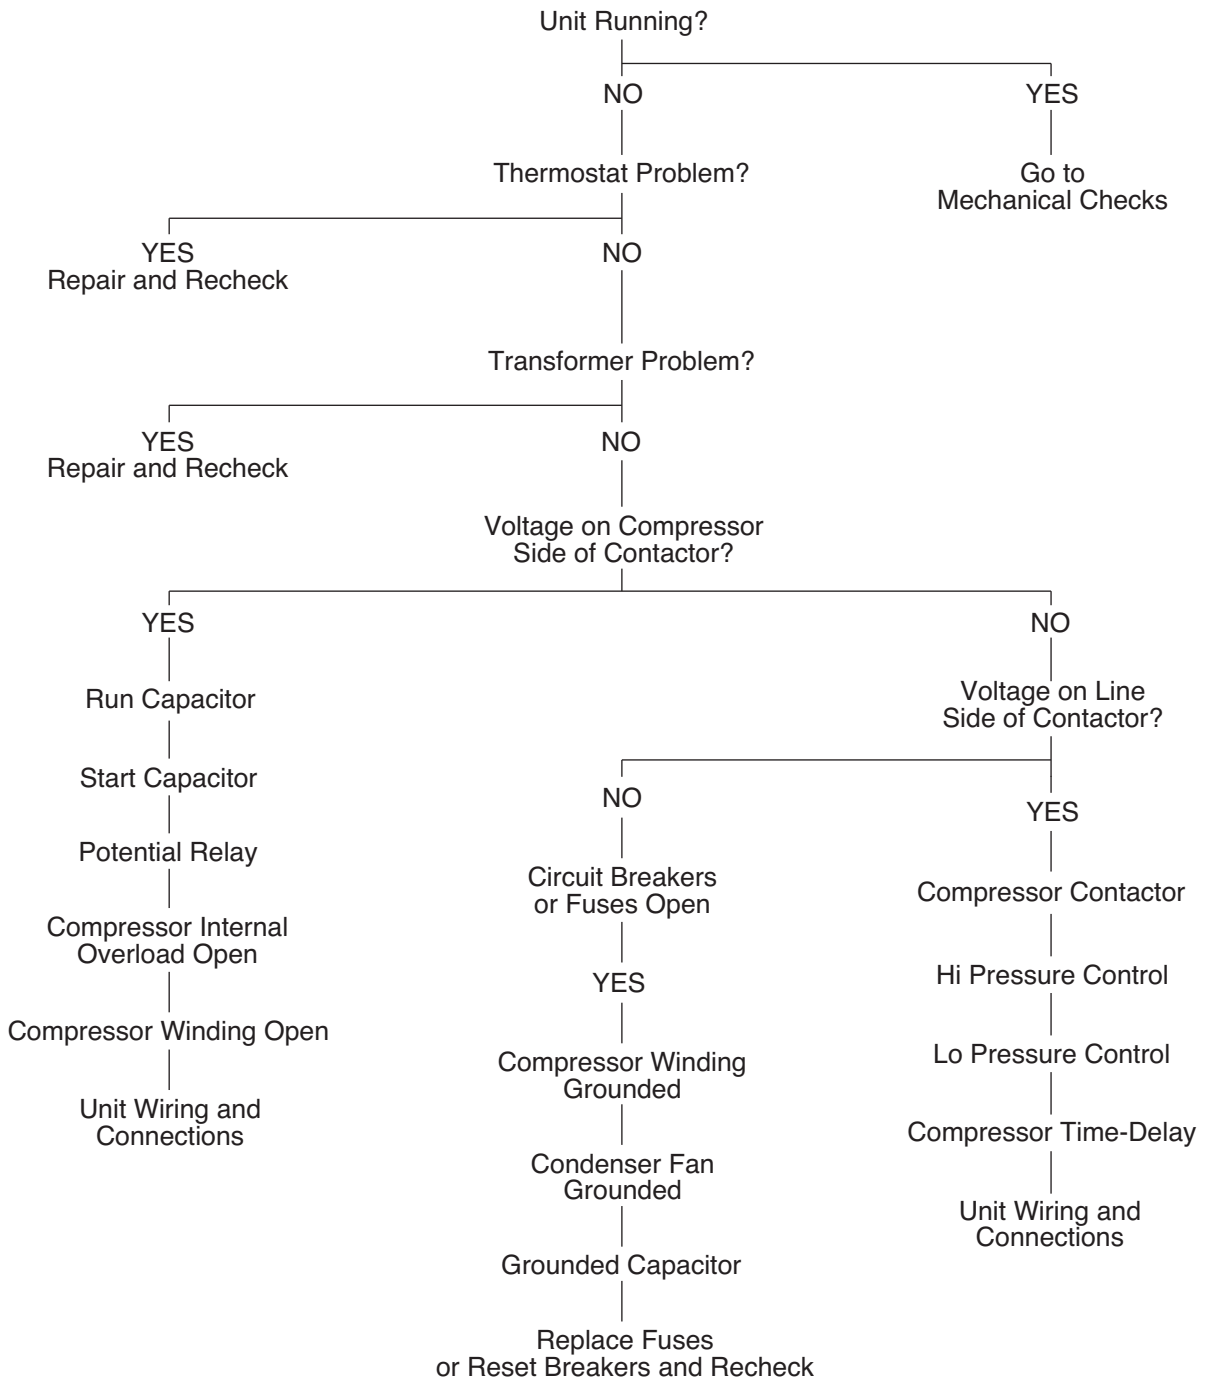 Unit Running?
NO
YES
Thermostat Problem?
Go to
Mechanical Checks
YES
Repair and Recheck
NO
Transformer Problem?
YES
Repair and Recheck
NO
Voltage on Compressor
Side of Contactor?
YES
Run Capacitor
Start Capacitor
Potential Relay
Compressor Internal
Overload Open
Compressor Winding Open
Unit Wiring and
Connections
NO
Voltage on Line
Side of Contactor?
NO
Circuit Breakers
or Fuses Open
YES
Compressor Winding
Grounded
Condenser Fan
Grounded
Grounded Capacitor
Replace Fuses
or Reset Breakers and Recheck
YES
Compressor Contactor
Hi Pressure Control
Lo Pressure Control
Compressor Time-Delay
Unit Wiring and
Connections